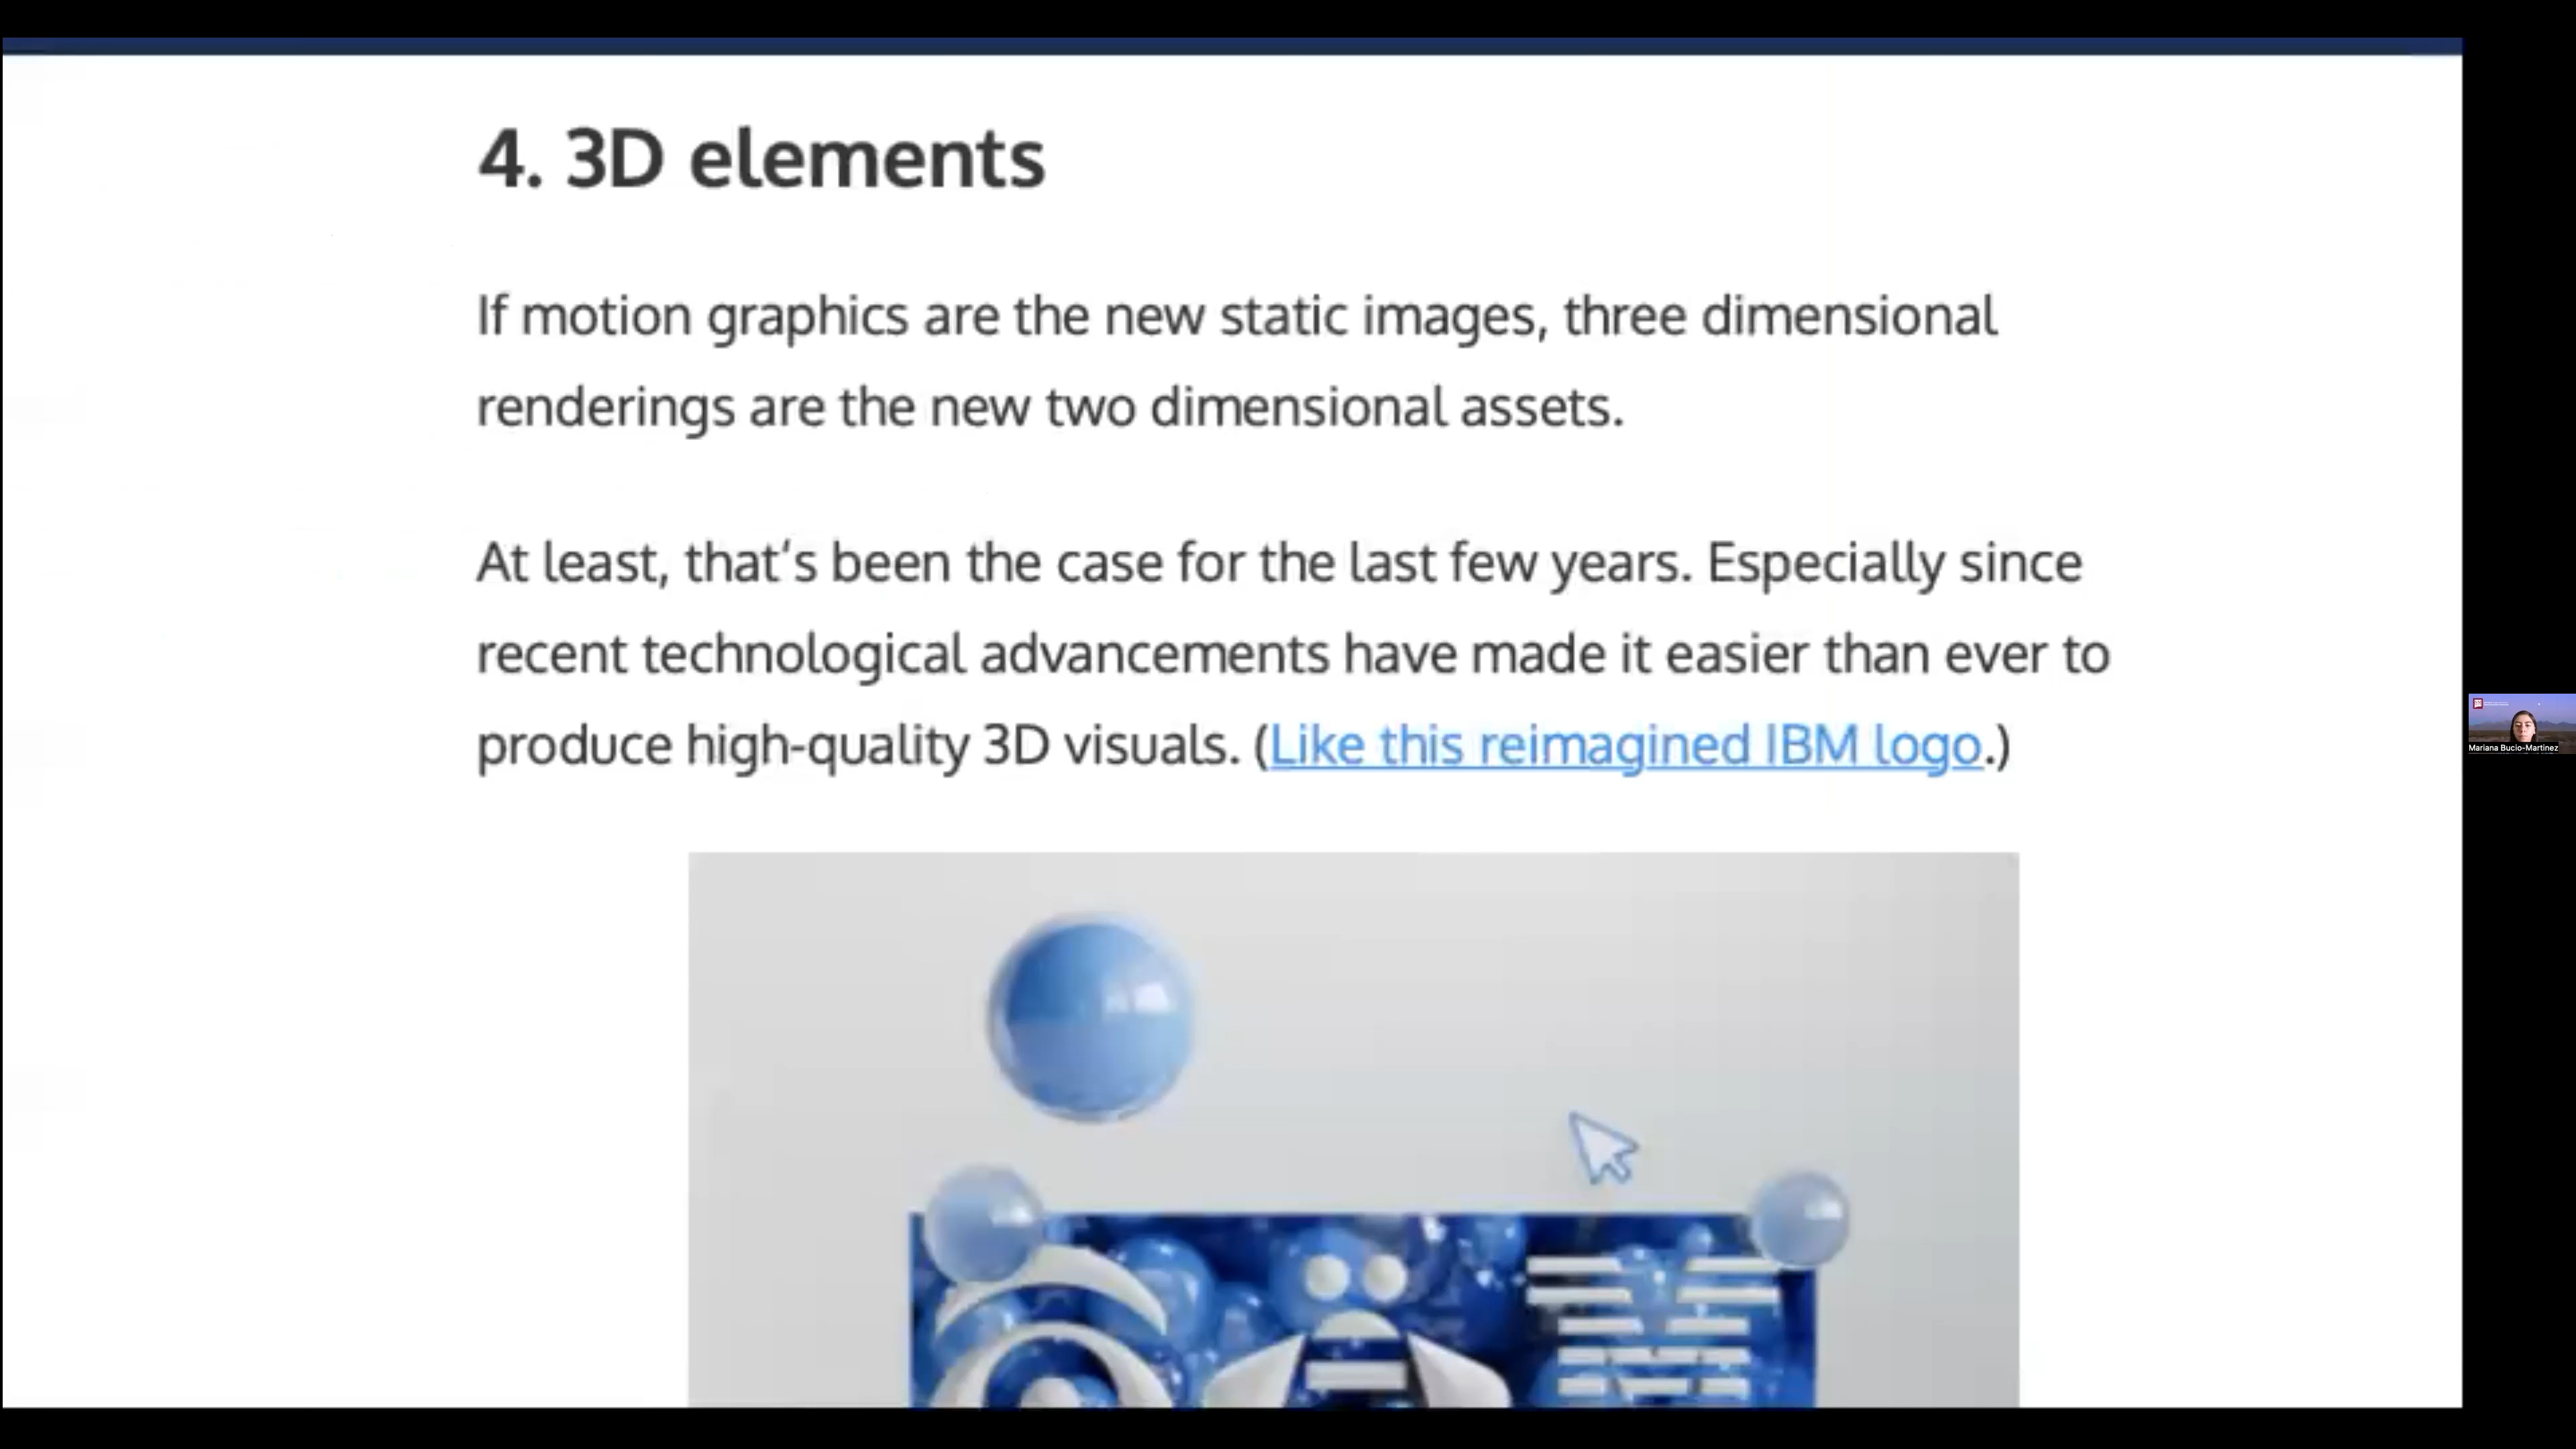 4. 3D elements
If motion graphics are the new static images, three dimensional
renderings are the new two dimensional assets.
At least, that's been the case for the last few years. Especially since
recent technological advancements have made it easier than ever to
produce high-quality 3D visuals. (Like this reimagined IBM logo.)
Mariana Bucio-Martinez